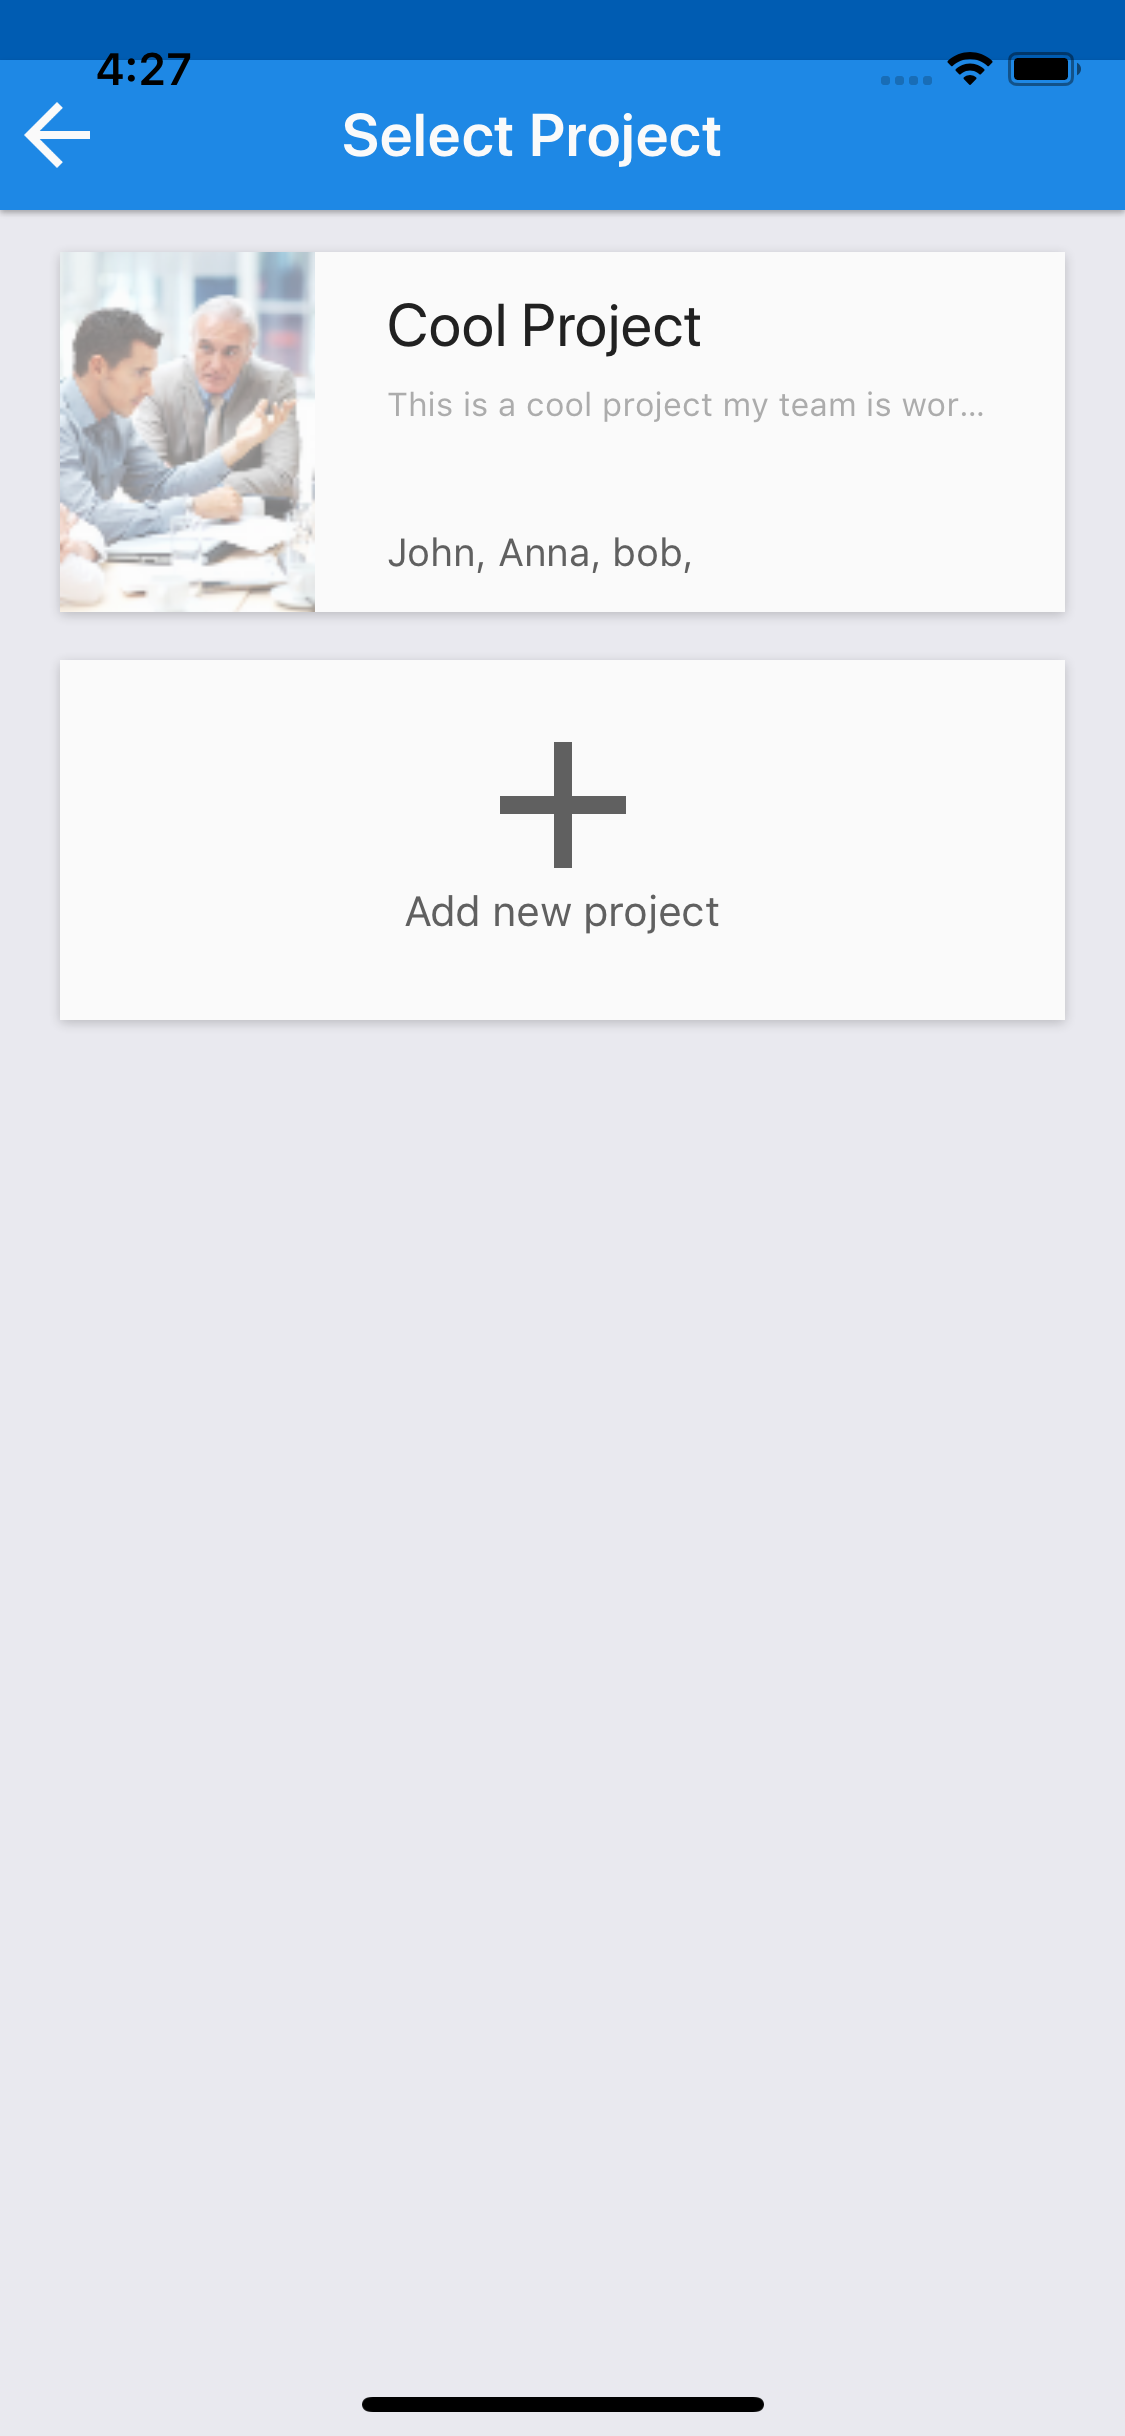 4:27
Select Project
Cool Project
This is a cool project my team is wor...
John, Anna, bob,
Add new project